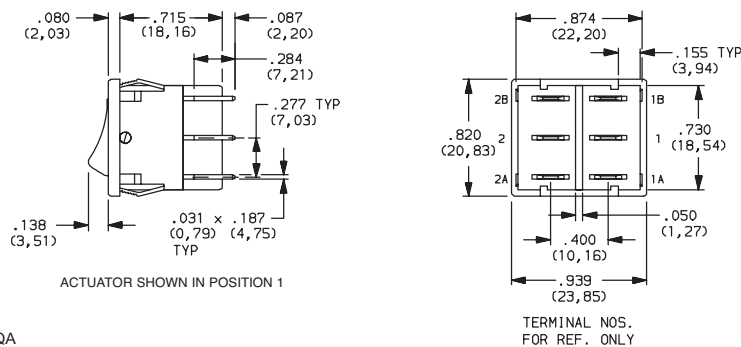 .080
(2,03)
.715
(18,16)
.087
(2,20)
.284
(7,21)
.277 TYP
(7,03)
.138
(3,51)
.031 x .187
(0,79) (4,75)
TYP
ACTUATOR SHOWN IN POSITION 1
QA
.874
(22,20)
.155 TYP
(3,94)
2B
1B
.820
(20,83)
2
1
.730
(18,54)
2A
1A
.050
(1,27)
.400
(10,16)
.939
(23,85)
TERMINAL NOS.
FOR REF. ONLY